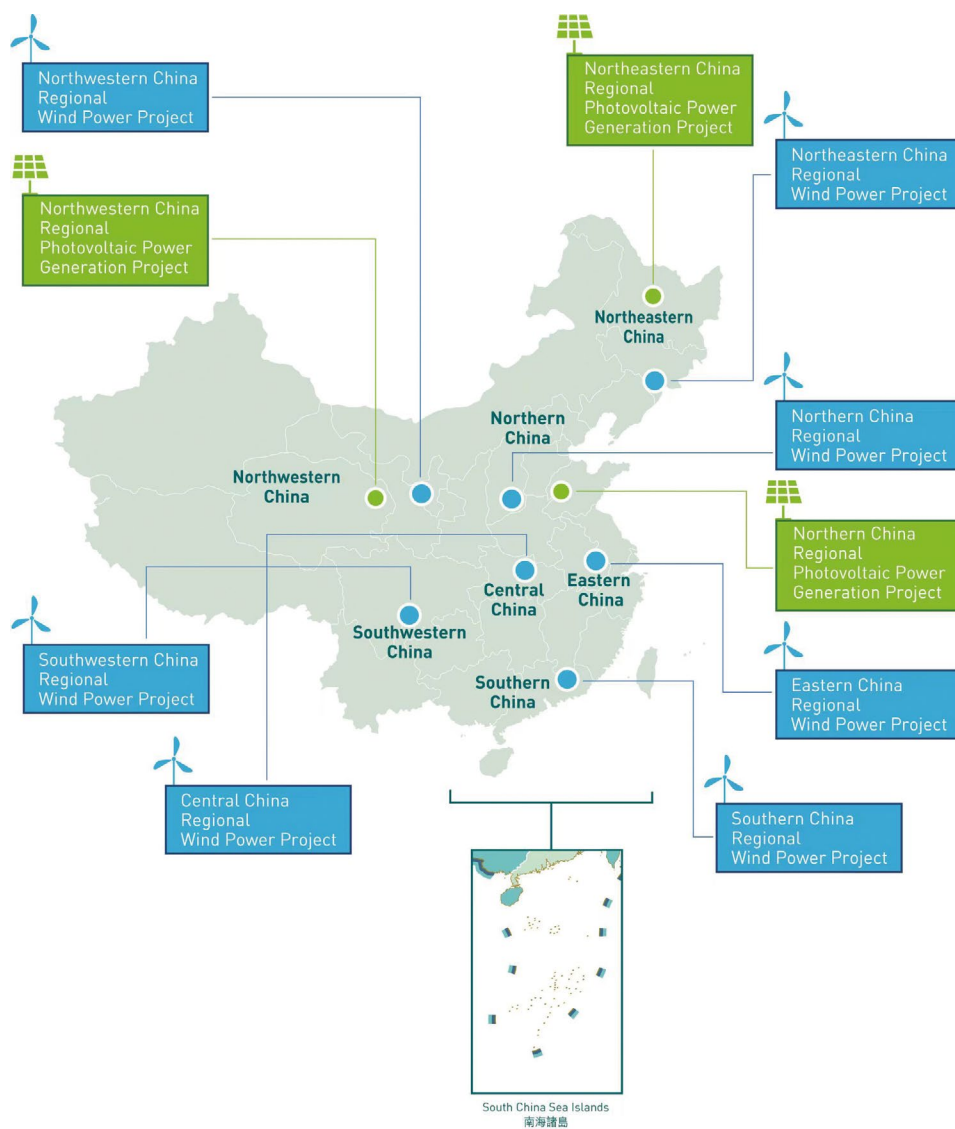 Northwestern China
Regional
Wind Power Project
Northeastern China
Regional
Photovoltaic Power
Generation Project
Northeastern China
Regional
Wind Power Project
Northwestern China
Regional
Photovoltaic Power
Generation Project
Northeastern
China
Northern China
Regional
Wind Power Project
Northern
China
Northwestern
China
Northern China
Regional
Photovoltaic Power
Generation Project
Central
China
Eastern
China
Southwestern
China
Southwestern China
Regional
Wind Power Project
Southern
China
Eastern China
Regional
Wind Power Project
Central China
Regional
Wind Power Project
Southern China
Regional
Wind Power Project
South China Sea Islands
南海諸島